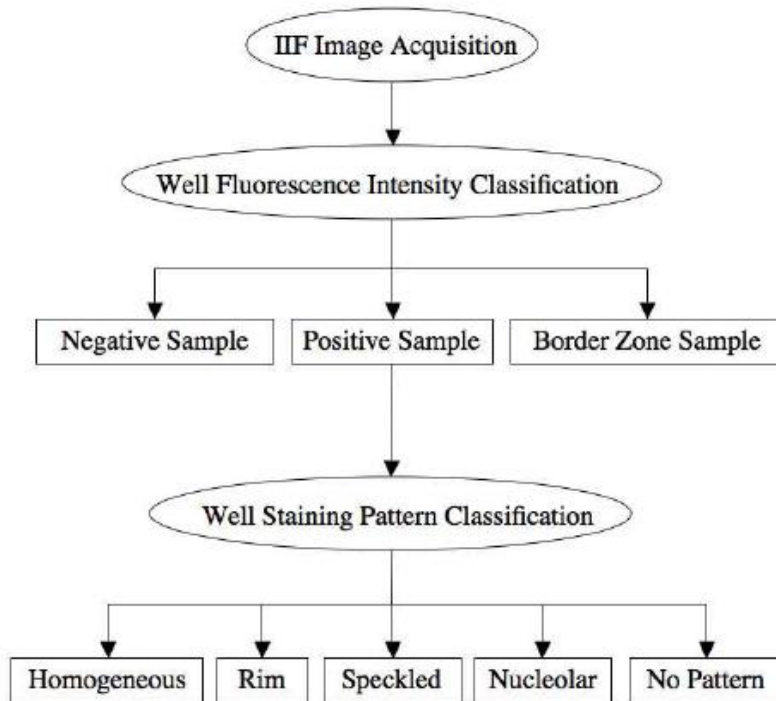 IIF Image Acquisition
Well Fluorescence Intensity Classification
Negative Sample
Positive Sample
Border Zone Sample
Well Staining Pattern Classification
Homogeneous
Rim
Speckled
Nucleolar
No Pattern